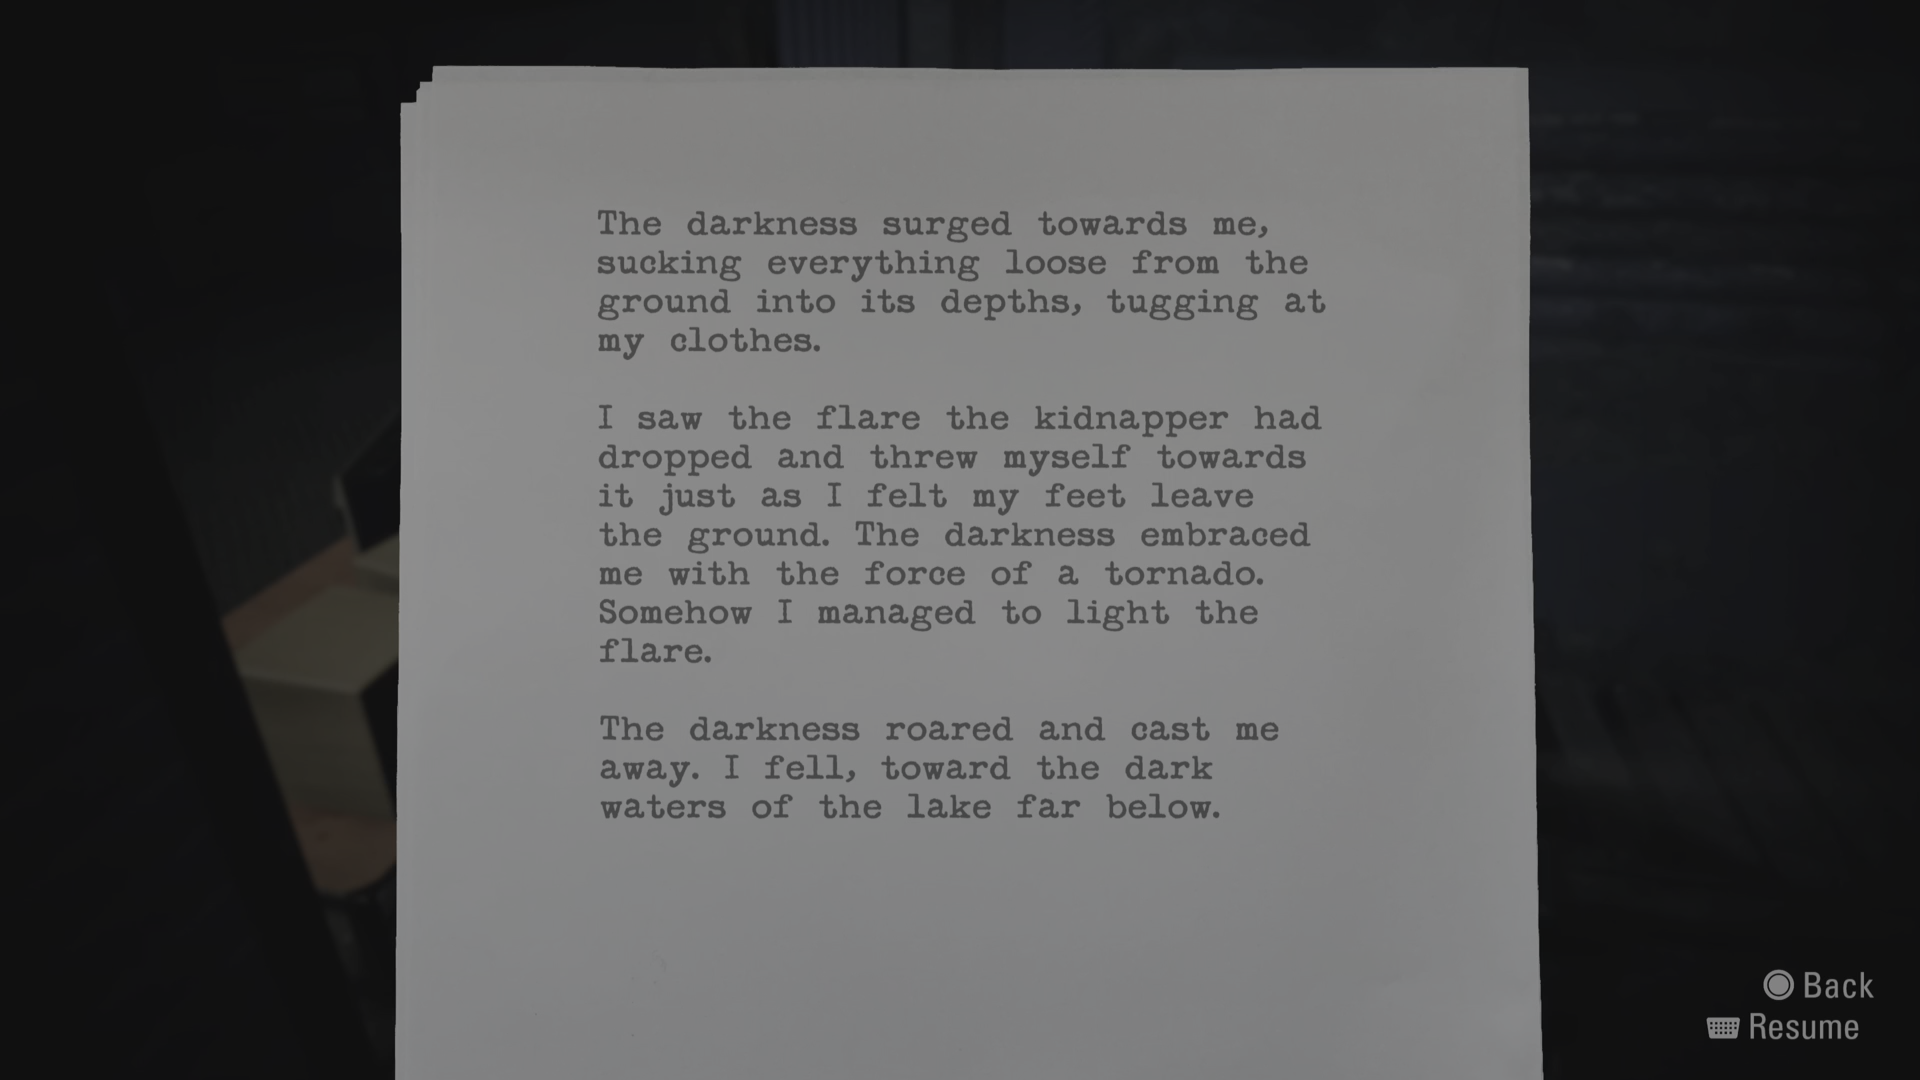 The darkness surged towards me,
sucking everything loose from the
ground into its depths, tugging at
my clothes.
I saw the flare the kidnapper had
dropped and threw myself towards
it just as I felt my feet leave
the ground. The darkness embraced
me with the force of a tornado.
Somehow I managed to light the
flare.
The darkness roared and cast me
away. I fell, toward the dark
waters of the lake far below.
Back
Resume